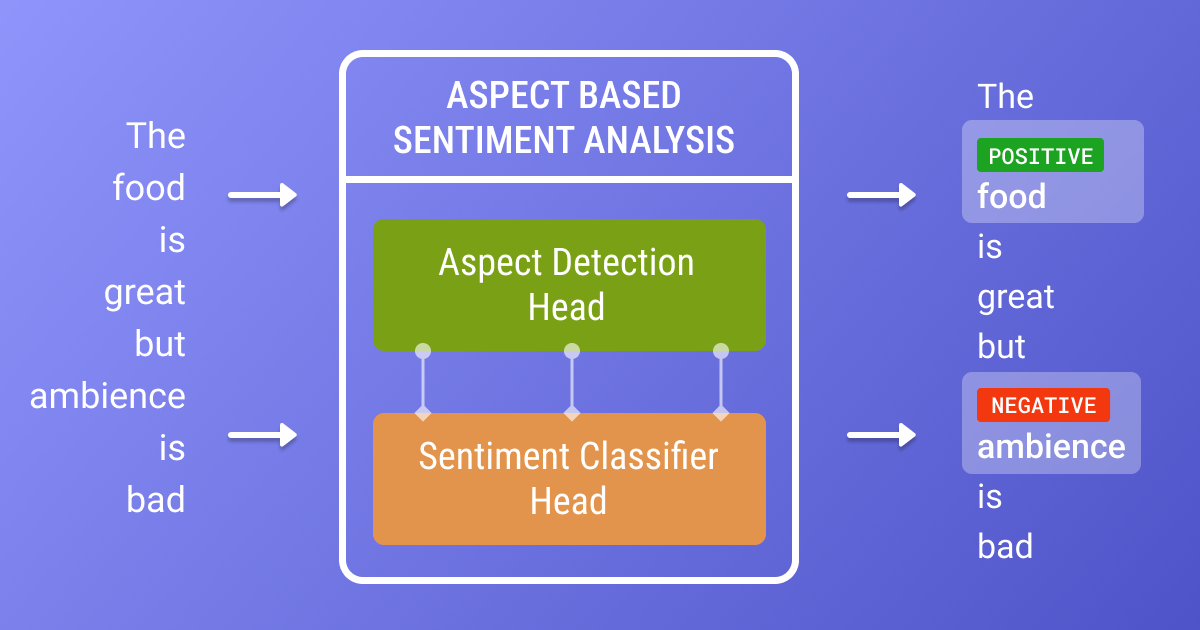 The
food
is
great
but
ambience
is
bad
ASPECT BASED
SENTIMENT ANALYSIS
Aspect Detection
Head
Sentiment Classifier
Head
The
POSITIVE
food
is
great
but
NEGATIVE
ambience
is
bad